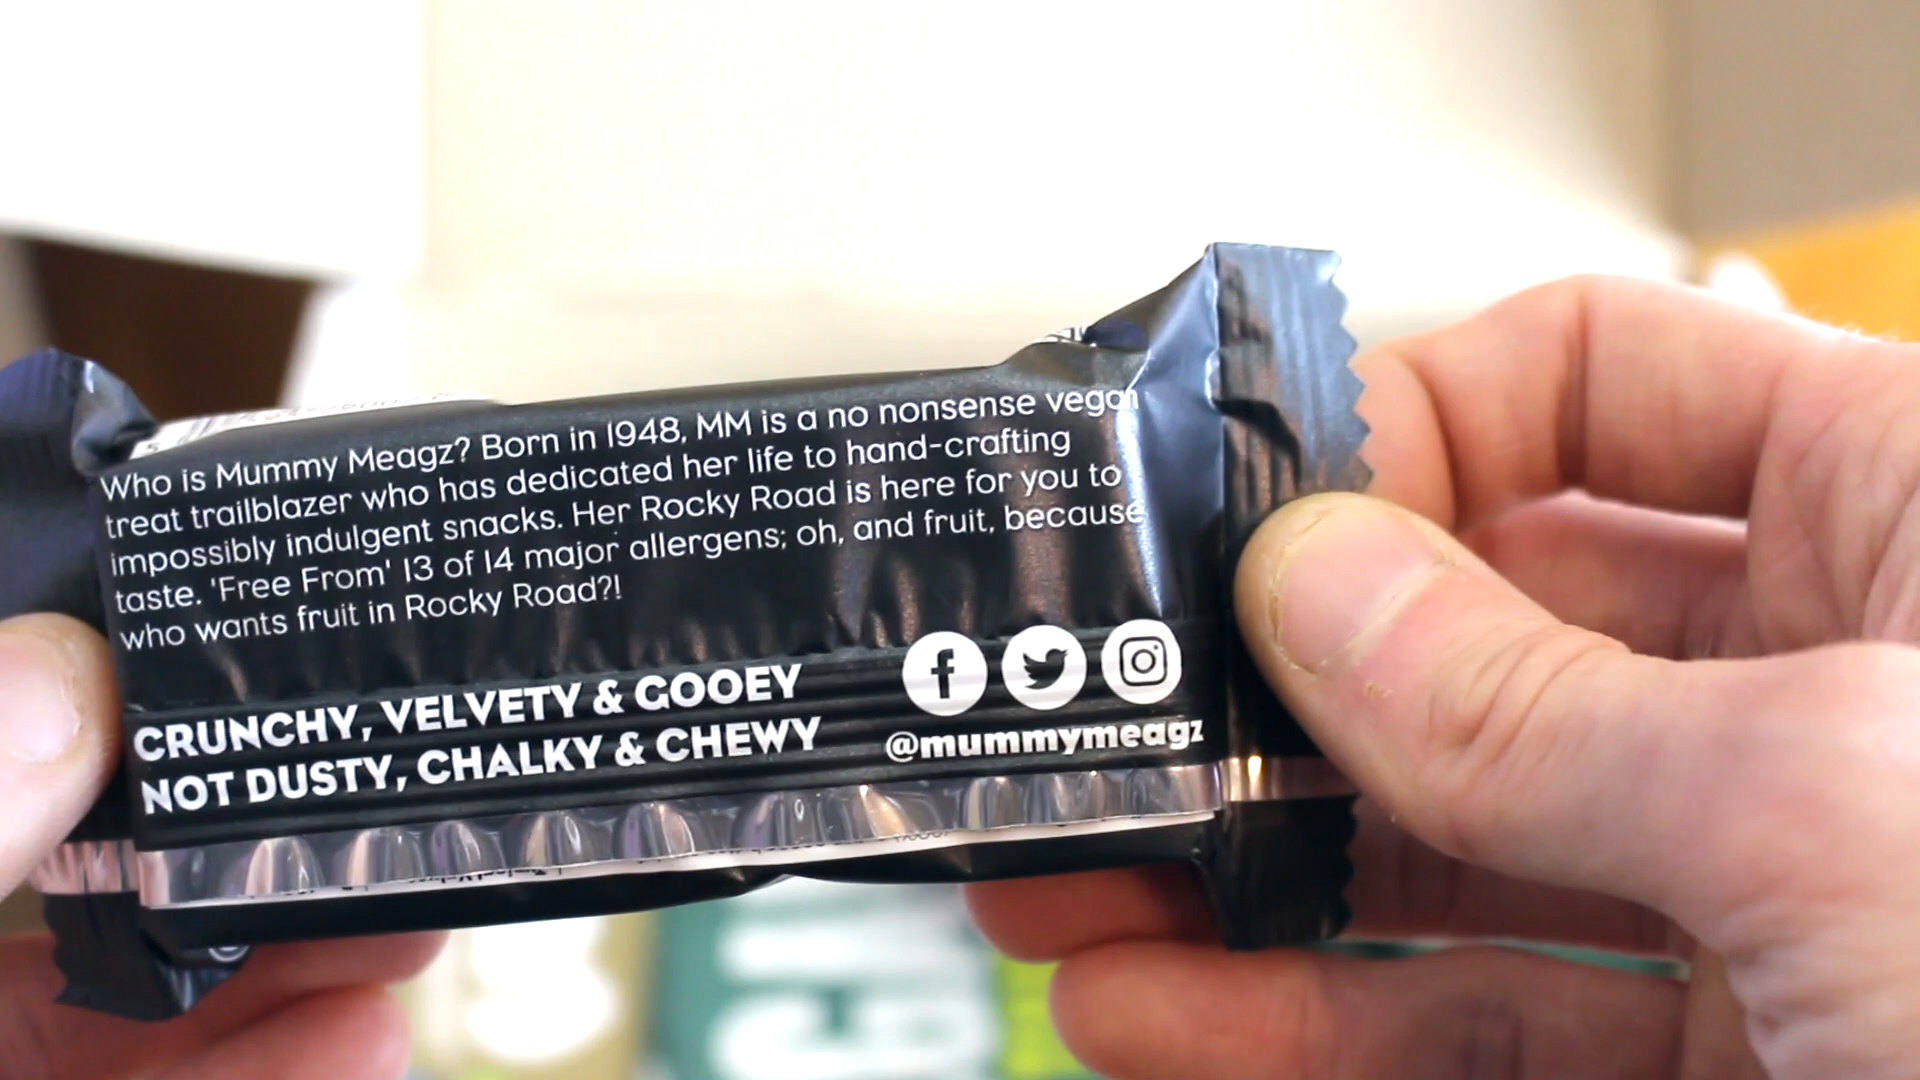 Who is Mummy Meagz? Born in 1948, MM is a no nonsense vegan
treat trailblazer who has dedicated her life to hand-crafting
impossibly indulgent snacks. Her Rocky Road is here for you to
taste. 'Free From' 13 of 14 major allergens; oh, and fruit, because
who wants fruit in Rocky Road?!
CRUNCHY, VELVETY & GOOEY
NOT DUSTY, CHALKY & CHEWY
@mummymeagz